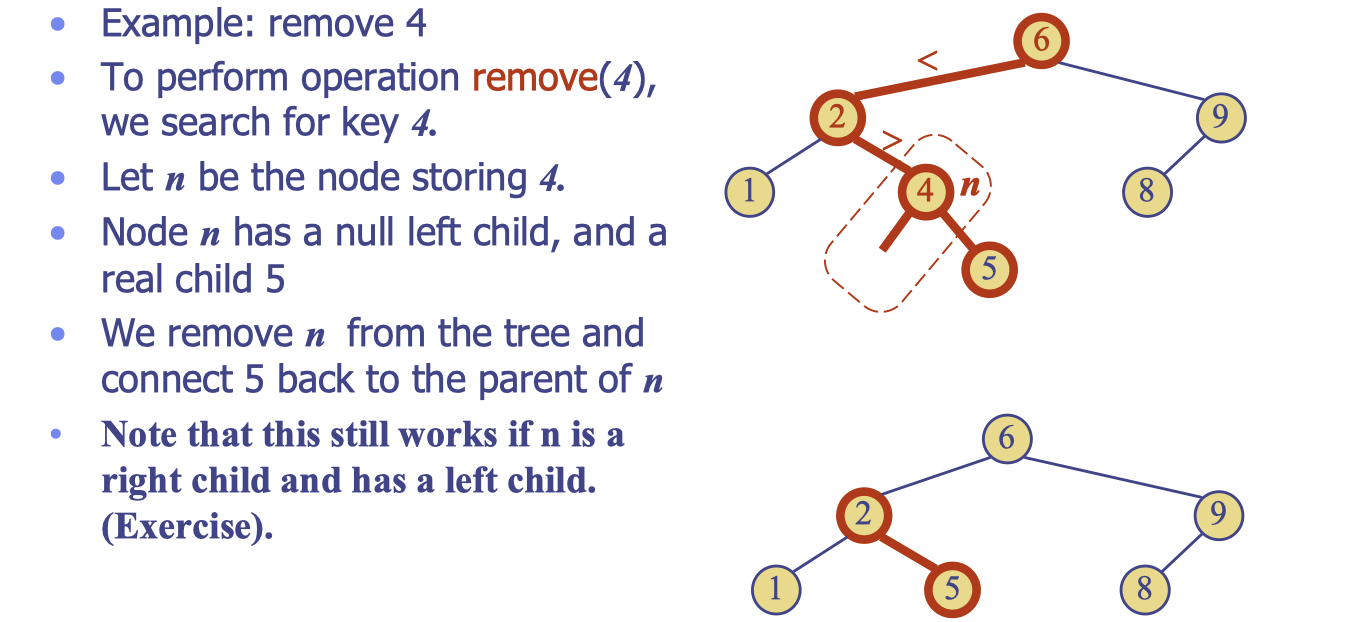 Example: remove 4
To perform operation remove(4),
we search for key 4.
Let n be the node storing 4.
Node n has a null left child, and a
real child 5
We remove n from the tree and
connect 5 back to the parent of n
Note that this still works if n is a
right child and has a left child.
(Exercise).
6
<
2
9
>
1
4
n
8
5
6
2
9
1
5
8